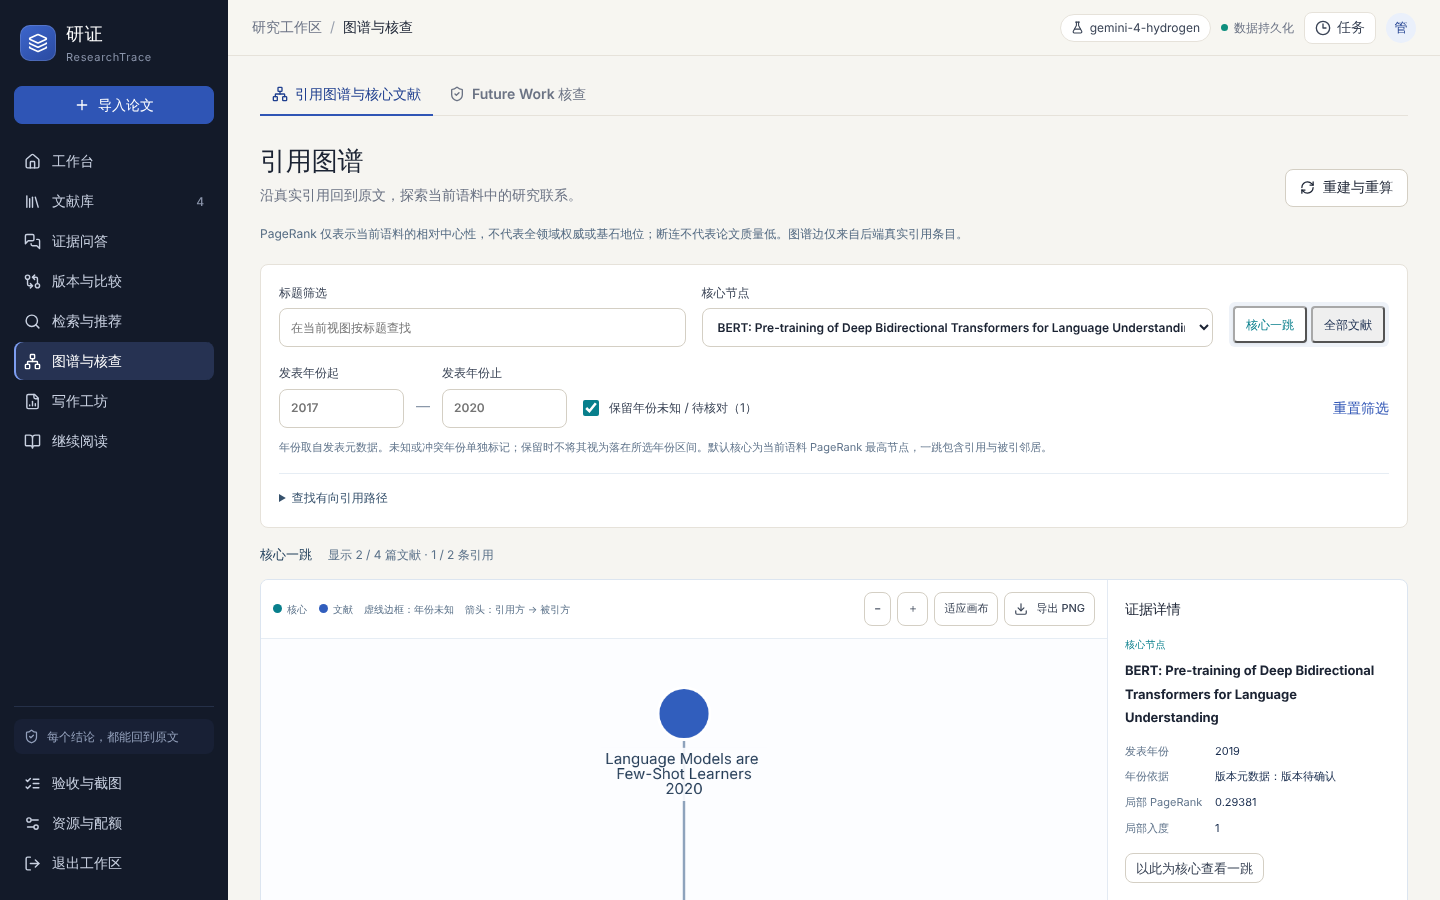 研证
ResearchTrace
导入论文
工作台
文献库 4
证据问答
版本与比较
检索与推荐
图谱与核查
写作工坊
继续阅读
每个结论，都能回到原文
验收与截图
资源与配额
退出工作区
研究工作区 / 图谱与核查
gemini-4-hydrogen
数据持久化
任务
管
引用图谱与核心文献
Future Work 核查
引用图谱
沿真实引用回到原文，探索当前语料中的研究联系。
重建与重算
PageRank 仅表示当前语料的相对中心性，不代表全领域权威或基石地位；断连不代表论文质量低。图谱边仅来自后端真实引用条目。
标题筛选
在当前视图按标题查找
核心节点
BERT: Pre-training of Deep Bidirectional Transformers for Language Understandi
核心一跳
全部文献
发表年份起
2017
—
发表年份止
2020
保留年份未知 / 待核对（1）
重置筛选
年份取自发表元数据。未知或冲突年份单独标记；保留时不将其视为落在所选年份区间。默认核心为当前语料 PageRank 最高节点，一跳包含引用与被引邻居。
查找有向引用路径
核心一跳 显示 2 / 4 篇文献 · 1 / 2 条引用
核心 文献 虚线边框：年份未知 箭头：引用方 → 被引方
−
+
适应画布
导出 PNG
Language Models are
Few-Shot Learners
2020
证据详情
核心节点
BERT: Pre-training of Deep Bidirectional
Transformers for Language
Understanding
发表年份 2019
年份依据 版本元数据：版本待确认
局部 PageRank 0.29381
局部入度 1
以此为核心查看一跳